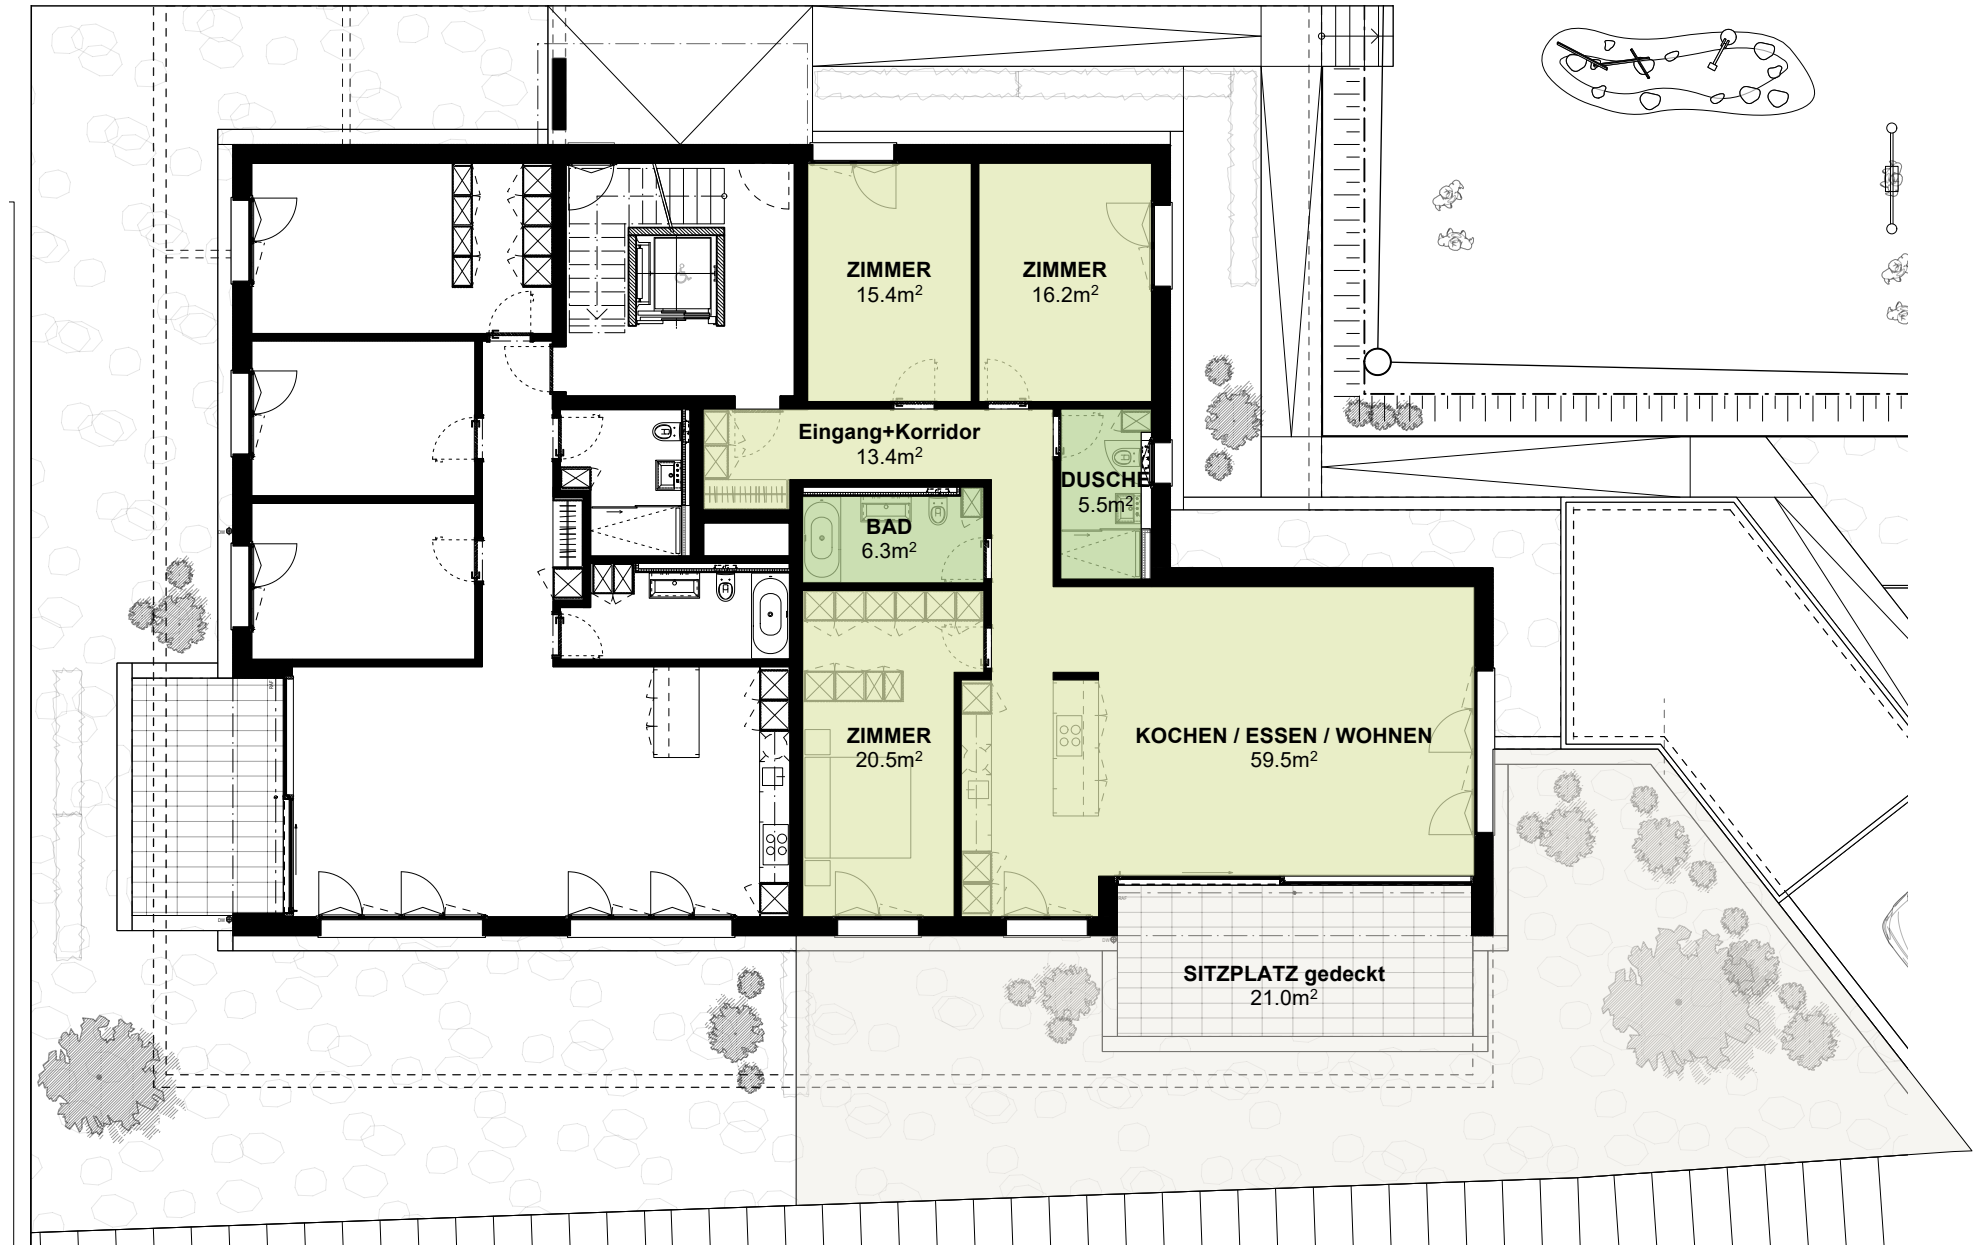 ZIMMER
15.4m²
ZIMMER
16.2m²
Eingang+Korridor
13.4m²
DUSCHE
5.5m²
BAD
6.3m²
ZIMMER
20.5m²
KOCHEN / ESSEN / WOHNEN
59.5m²
SITZPLATZ gedeckt
21.0m²